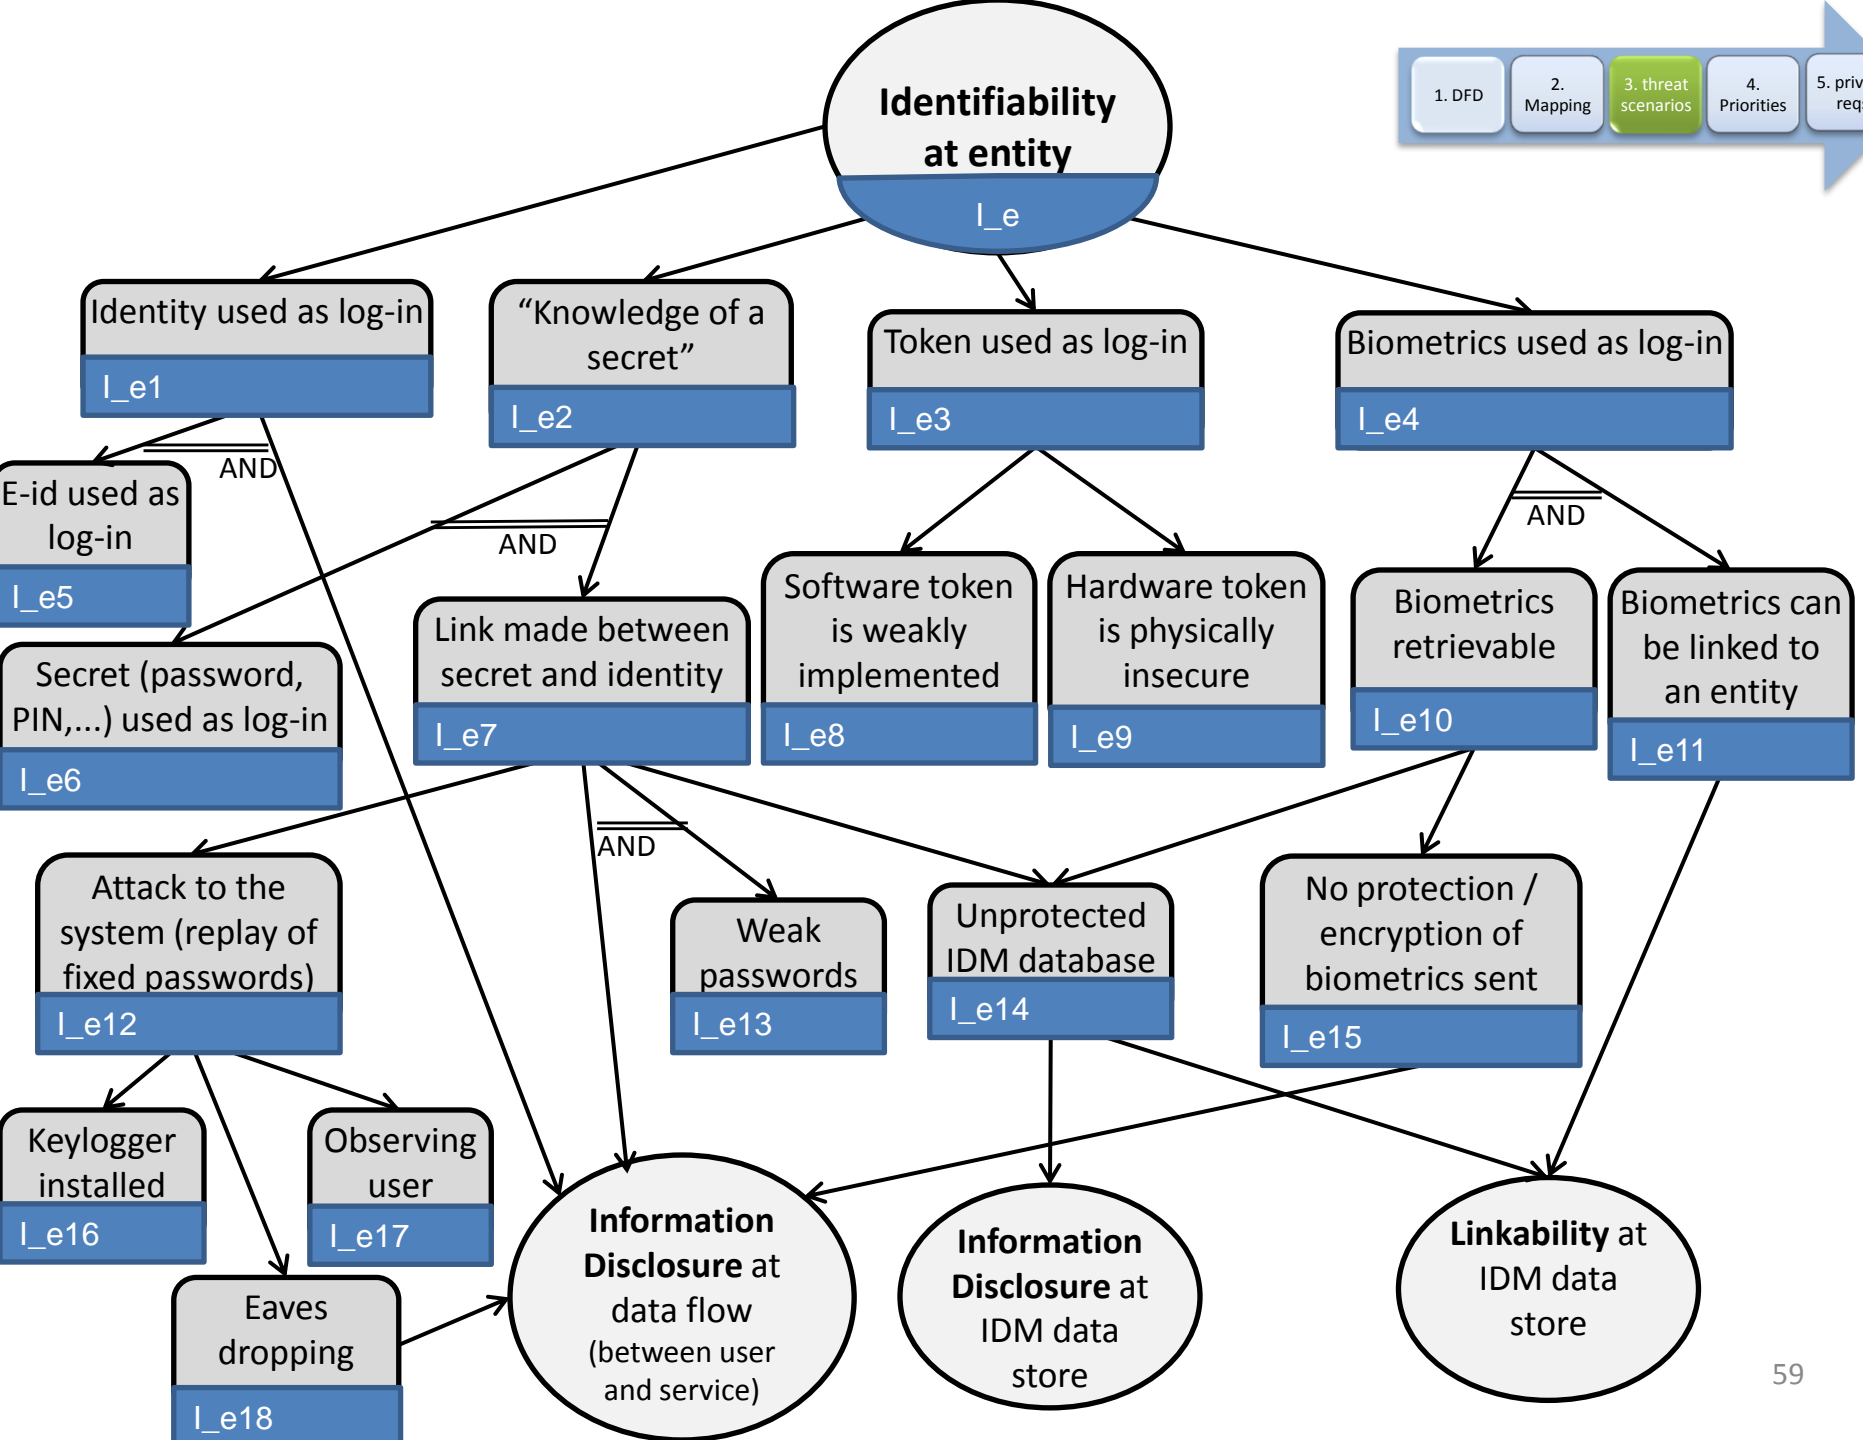 Identifiability
at entity
I_e
1. DFD
2.
Mapping
3. threat
scenarios
4.
Priorities
5. priv
req
Identity used as log-in
I_e1
“Knowledge of a
secret”
I_e2
Token used as log-in
I_e3
Biometrics used as log-in
I_e4
AND
AND
AND
E-id used as
log-in
I_e5
Secret (password,
PIN,...) used as log-in
I_e6
Link made between
secret and identity
I_e7
Software token
is weakly
implemented
I_e8
Hardware token
is physically
insecure
I_e9
Biometrics
retrievable
I_e10
Biometrics can
be linked to
an entity
I_e11
AND
Attack to the
system (replay of
fixed passwords)
I_e12
Weak
passwords
I_e13
Unprotected
IDM database
I_e14
No protection /
encryption of
biometrics sent
I_e15
Keylogger
installed
I_e16
Observing
user
I_e17
Eaves
dropping
I_e18
Information
Disclosure at
data flow
(between user
and service)
Information
Disclosure at
IDM data
store
Linkability at
IDM data
store
59